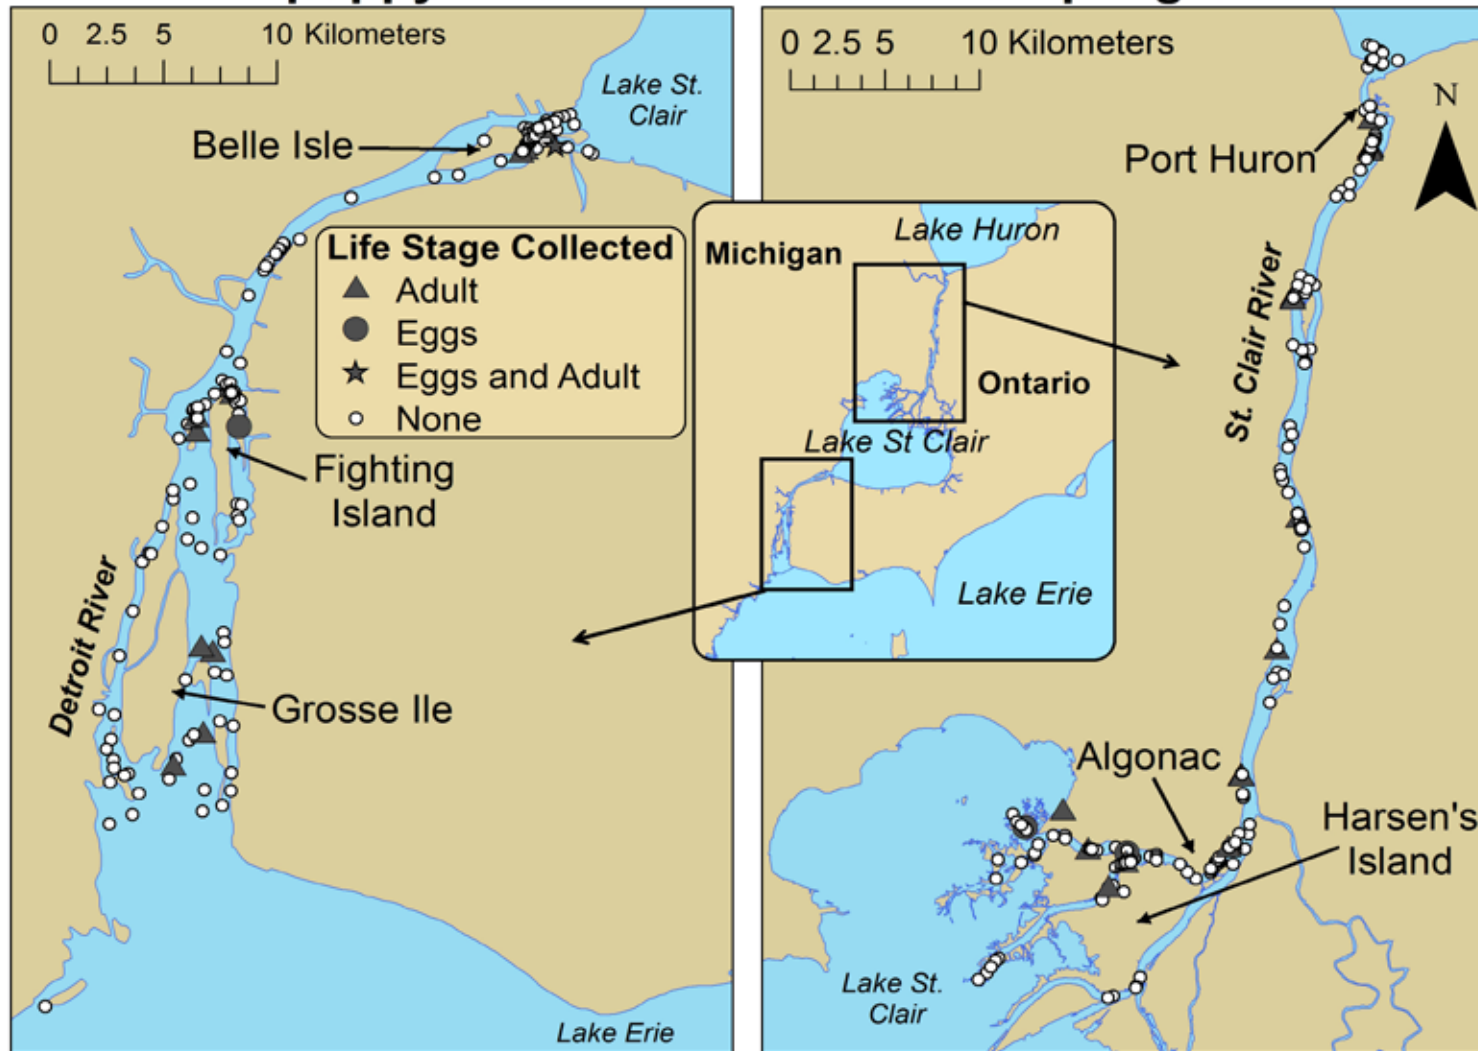 0 2.5 5 10 Kilometers
Lake St.
Clair
Belle Isle
Life Stage Collected
Adult
Eggs
Eggs and Adult
None
Fighting
Island
Detroit River
Grosse Ile
Lake Erie
Lake Huron
Michigan
Ontario
Lake St Clair
Lake Erie
0 2.5 5 10 Kilometers
N
Port Huron
St. Clair River
Algonac
Harsen's
Island
Lake St.
Clair